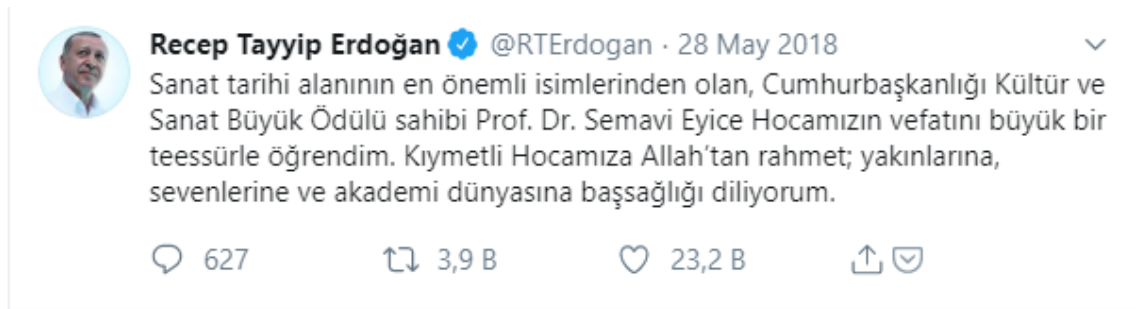 Recep Tayyip Erdoğan @RTErdogan · 28 May 2018
Sanat tarihi alanının en önemli isimlerinden olan, Cumhurbaşkanlığı Kültür ve
Sanat Büyük Ödülü sahibi Prof. Dr. Semavi Eyice Hocamızın vefatını büyük bir
teessürle öğrendim. Kıymetli Hocamıza Allah’tan rahmet; yakınlarına,
sevenlerine ve akademi dünyasına başsağlığı diliyorum.
627 3,9 B 23,2 B